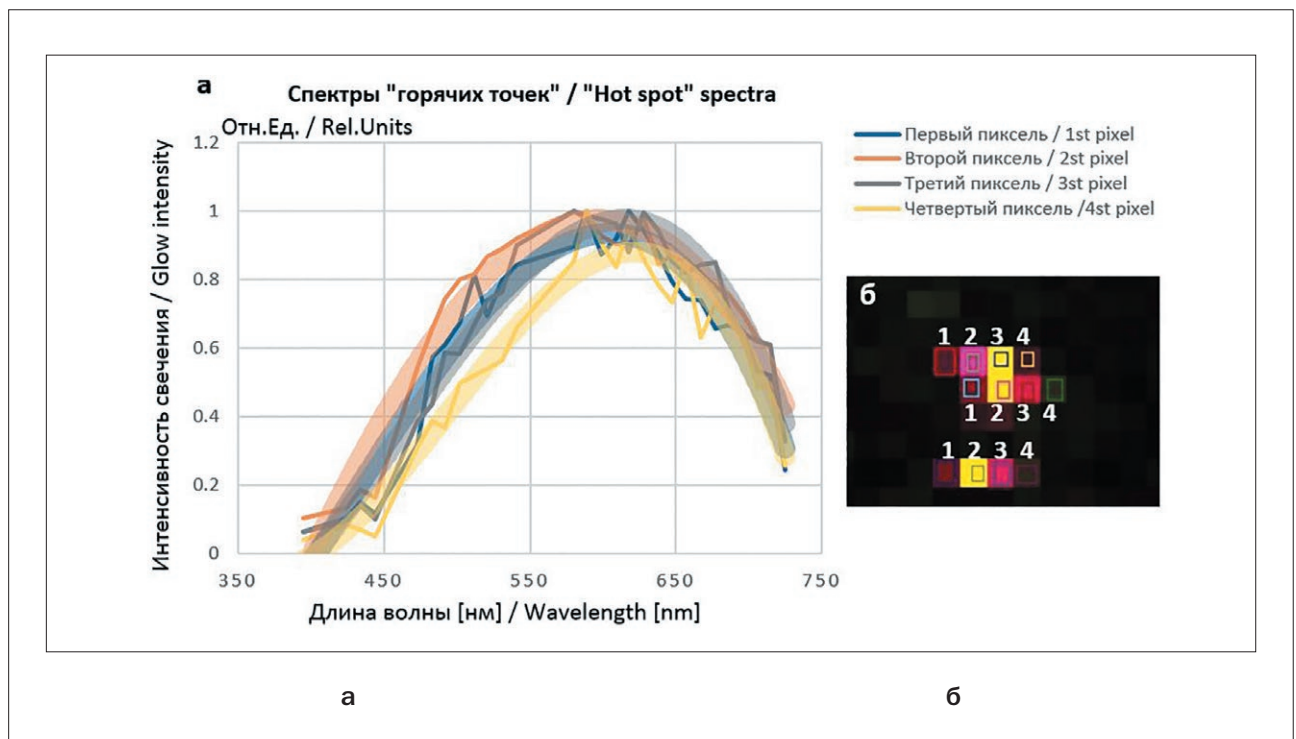 а
Спектры "горячих точек" / "Hot spot" spectra
Отн.Ед. / Rel.Units
Интенсивность свечения / Glow intensity
1.2
1
0.8
0.6
0.4
0.2
0
350 450 550 650 750
Длина волны [нм] / Wavelength [nm]
Первый пиксель / 1st pixel
Второй пиксель / 2st pixel
Третий пиксель / 3st pixel
Четвертый пиксель /4st pixel
б
1 2 3 4
1 2 3 4
1 2 3 4
а б